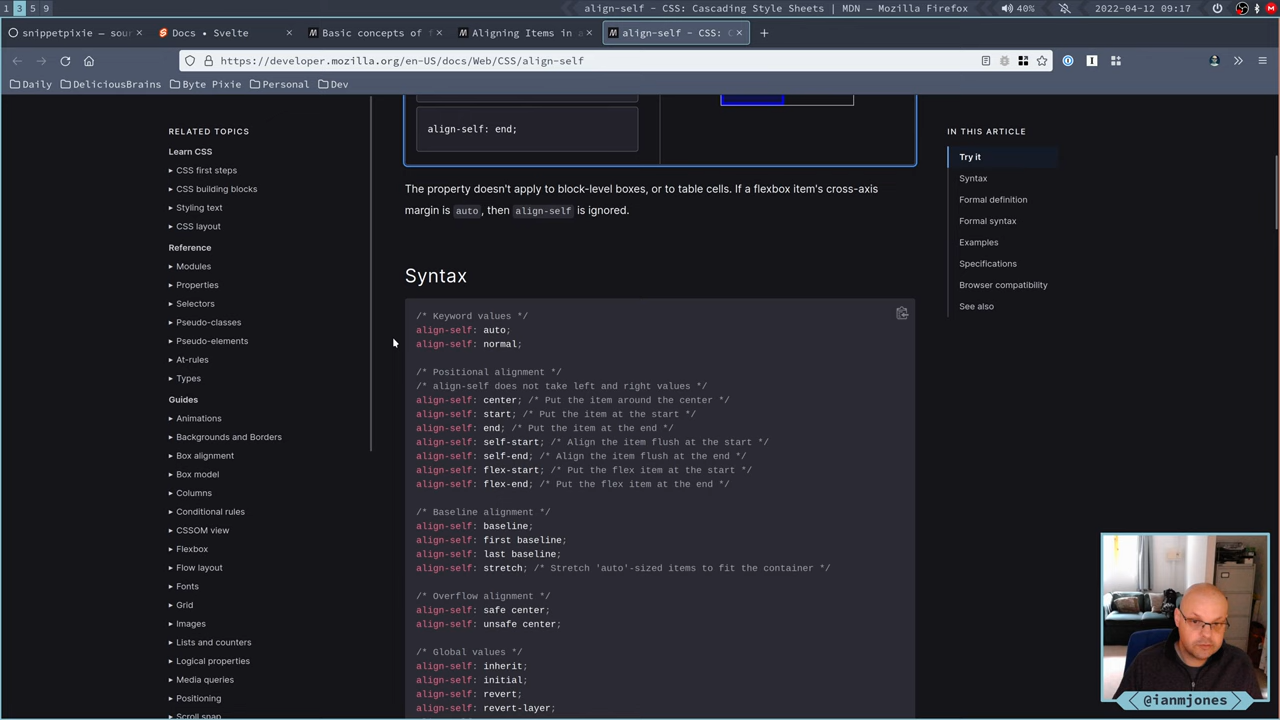 1 3 5 9
align-self - CSS: Cascading Style Sheets | MDN — Mozilla Firefox
40%
2022-04-12 09:17
snippetpixie — sou
Docs • Svelte
Basic concepts of f
Aligning Items in a
align-self - CSS: C
https://developer.mozilla.org/en-US/docs/Web/CSS/align-self
Daily
DeliciousBrains
Byte Pixie
Personal
Dev
RELATED TOPICS
Learn CSS
CSS first steps
CSS building blocks
Styling text
CSS layout
Reference
Modules
Properties
Selectors
Pseudo-classes
Pseudo-elements
At-rules
Types
Guides
Animations
Backgrounds and Borders
Box alignment
Box model
Columns
Conditional rules
CSSOM view
Flexbox
Flow layout
Fonts
Grid
Images
Lists and counters
Logical properties
Media queries
Positioning
Scroll snap
align-self: end;
The property doesn't apply to block-level boxes, or to table cells. If a flexbox item's cross-axis
margin is auto, then align-self is ignored.
Syntax
/* Keyword values */
align-self: auto;
align-self: normal;
/* Positional alignment */
/* align-self does not take left and right values */
align-self: center; /* Put the item around the center */
align-self: start; /* Put the item at the start */
align-self: end; /* Put the item at the end */
align-self: self-start; /* Align the item flush at the start */
align-self: self-end; /* Align the item flush at the end */
align-self: flex-start; /* Put the flex item at the start */
align-self: flex-end; /* Put the flex item at the end */
/* Baseline alignment */
align-self: baseline;
align-self: first baseline;
align-self: last baseline;
align-self: stretch; /* Stretch 'auto'-sized items to fit the container */
/* Overflow alignment */
align-self: safe center;
align-self: unsafe center;
/* Global values */
align-self: inherit;
align-self: initial;
align-self: revert;
align-self: revert-layer;
IN THIS ARTICLE
Try it
Syntax
Formal definition
Formal syntax
Examples
Specifications
Browser compatibility
See also
@ianmjones